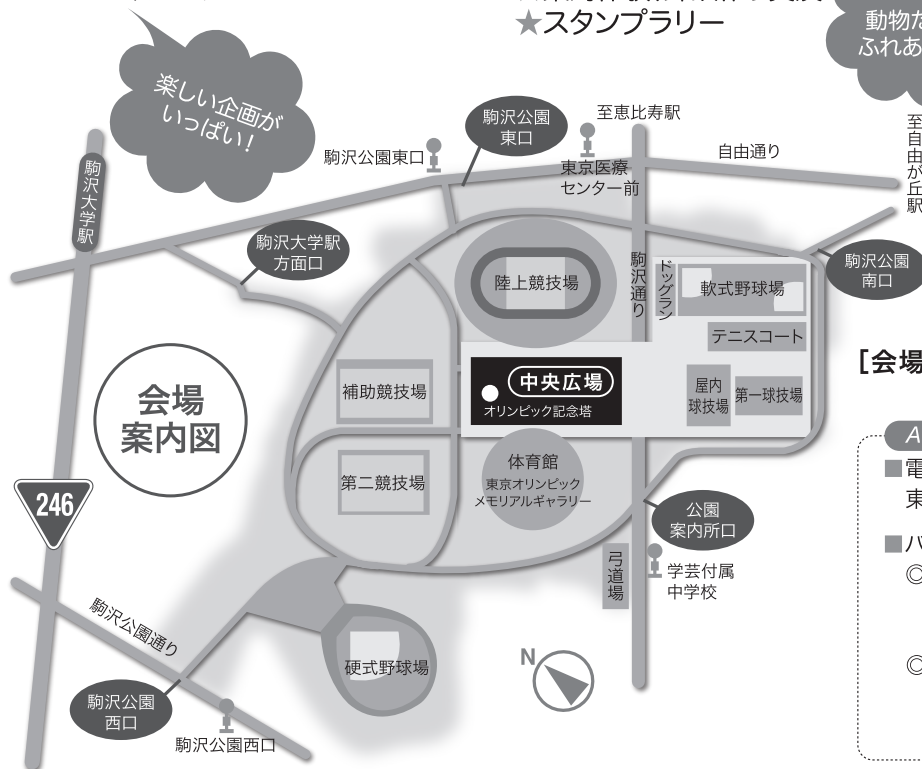 ★スタンプラリー
動物た
ふれあ
楽しい企画が
いっぱい！
駒沢公園
東口
至恵比寿駅
駒沢公園東口
東京医療
センター前
自由通り
至自由が丘駅
駒沢大学駅
駒沢大学駅
方面口
駒沢公園
南口
陸上競技場
駒沢通り
ドッグラン
軟式野球場
テニスコート
[会場
会場
案内図
補助競技場
中央広場
オリンピック記念塔
屋内
球技場
第一球技場
A
■電
東
■バ
◎
◎
第二競技場
体育館
東京オリンピック
メモリアルギャラリー
246
公園
案内所口
弓道場
学芸付属
中学校
駒沢公園通り
硬式野球場
N
駒沢公園
西口
駒沢公園西口